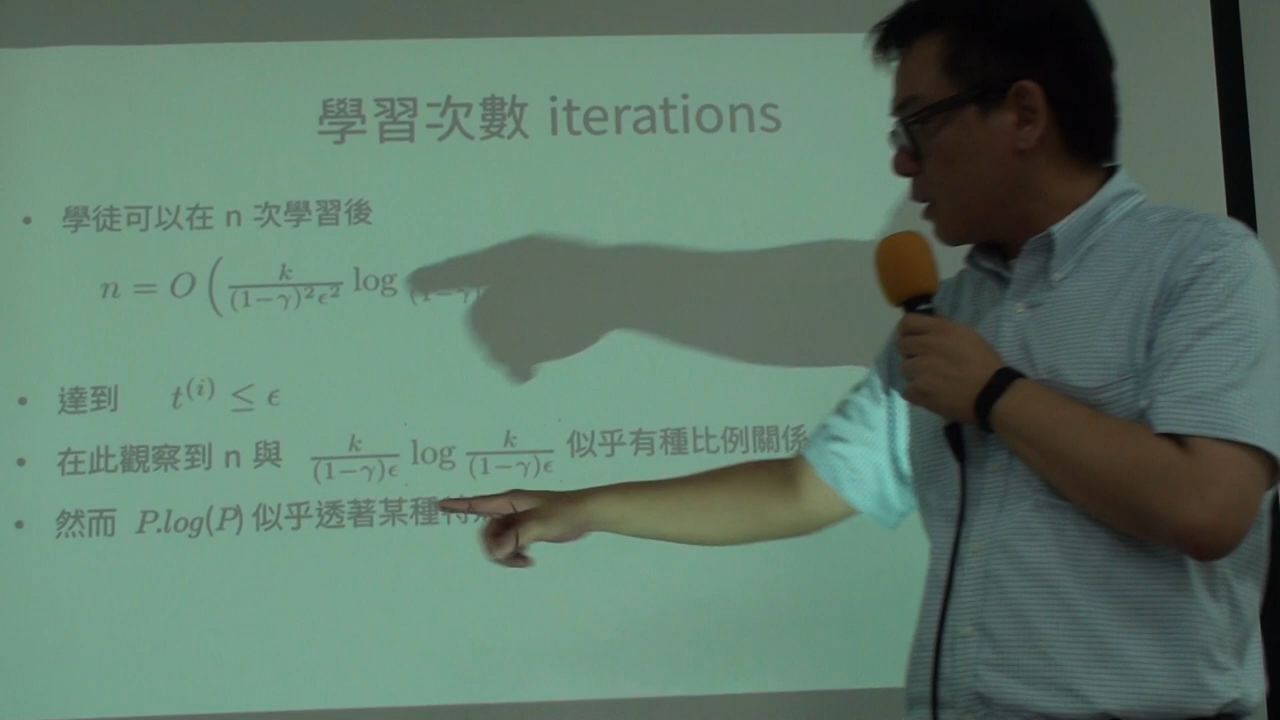 學習次數 iterations
• 學徒可以在 n 次學習後
n = O ( k/((1−γ)²ϵ²) log
• 達到 t⁽ⁱ⁾ ≤ ϵ
• 在此觀察到 n 與 k/((1−γ)ϵ) log k/((1−γ)ϵ) 似乎有種比例關係
• 然而 P.log(P) 似乎透著某種